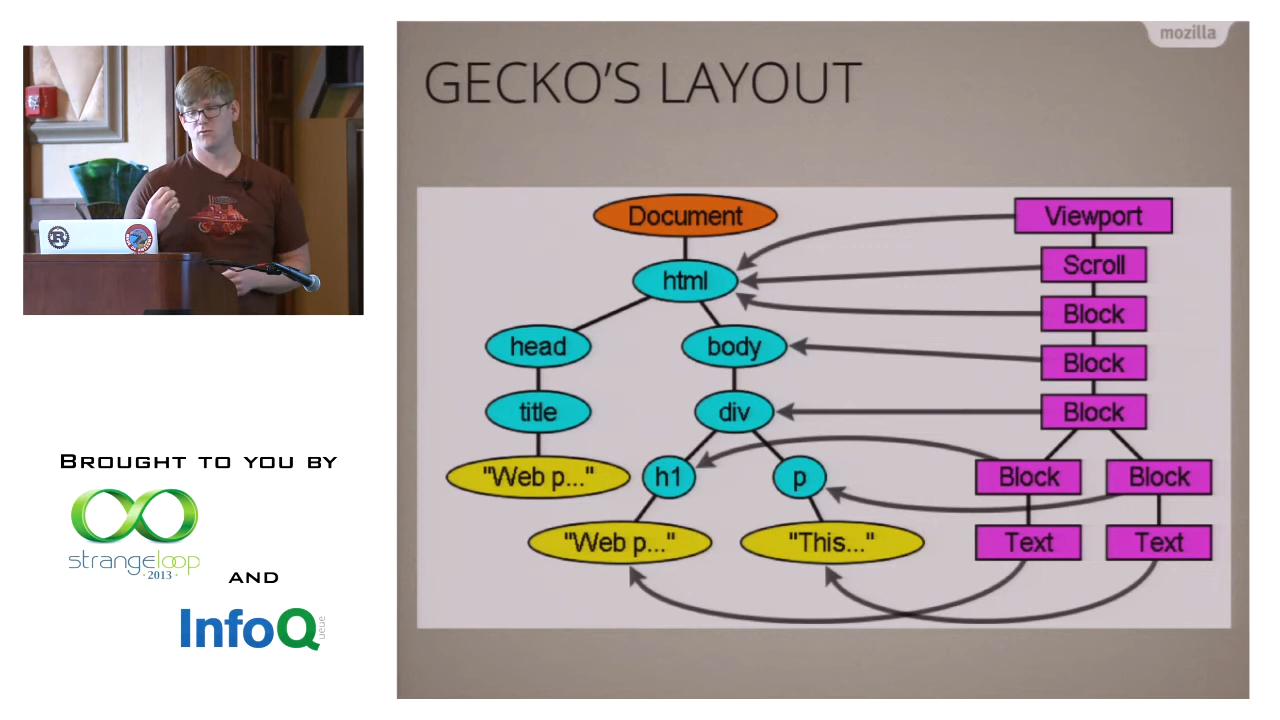 mozilla
GECKO'S LAYOUT
Document
Viewport
html
Scroll
Block
head
body
Block
title
div
Block
"Web p..."
h1
p
Block
Block
"Web p..."
"This..."
Text
Text
BROUGHT TO YOU BY
strangeloop
· 2013 ·
AND
InfoQ
ueue